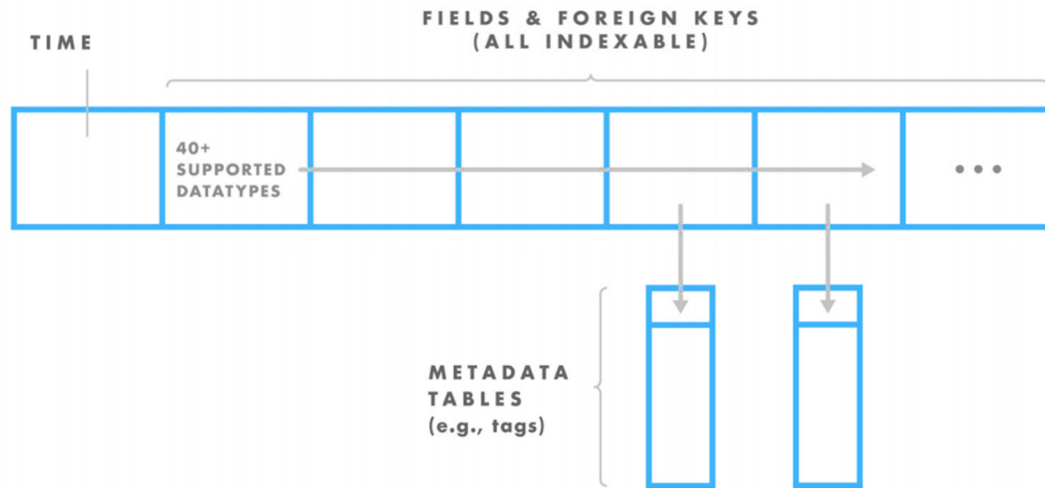 FIELDS & FOREIGN KEYS
(ALL INDEXABLE)
TIME
40+
SUPPORTED
DATATYPES
•••
METADATA
TABLES
(e.g., tags)